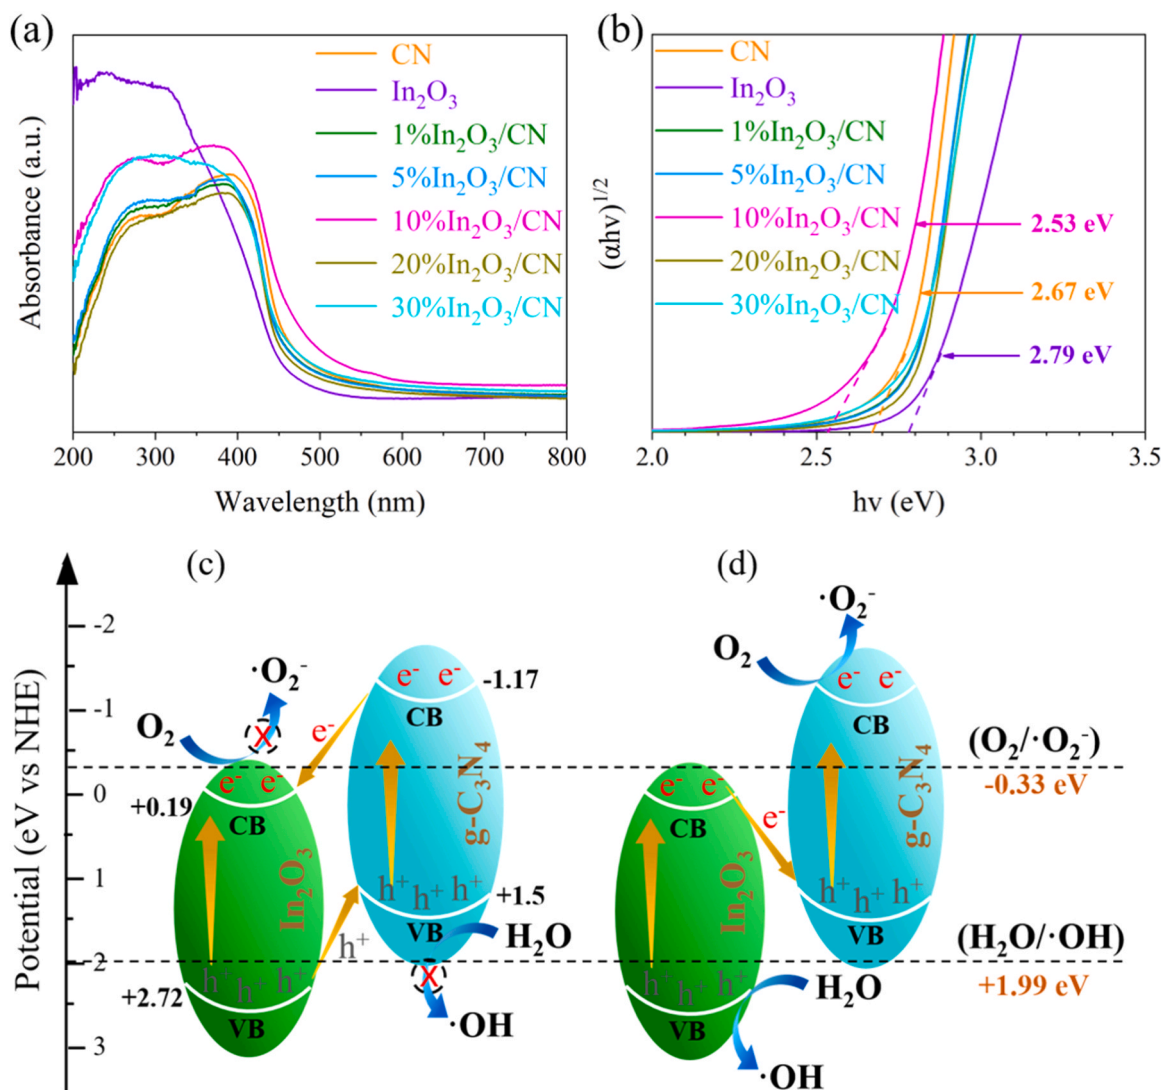 (a)
CN
In₂O₃
1%In₂O₃/CN
5%In₂O₃/CN
10%In₂O₃/CN
20%In₂O₃/CN
30%In₂O₃/CN
Absorbance (a.u.)
200 300 400 500 600 700 800
Wavelength (nm)
(b)
CN
In₂O₃
1%In₂O₃/CN
5%In₂O₃/CN
10%In₂O₃/CN
20%In₂O₃/CN
30%In₂O₃/CN
2.53 eV
2.67 eV
2.79 eV
(αhν)¹/²
2.0 2.5 3.0 3.5
hν (eV)
Potential (eV vs NHE)
-2
-1
0
1
2
3
(c)
·O₂⁻
X
O₂
e⁻
e⁻ e⁻
-1.17
CB
g-C₃N₄
e⁻ e⁻
+0.19
CB
In₂O₃
h⁺ h⁺ h⁺
+1.5
VB
H₂O
h⁺
X
·OH
h⁺ h⁺ h⁺
+2.72
VB
(d)
·O₂⁻
O₂
e⁻ e⁻
CB
g-C₃N₄
(O₂/·O₂⁻)
-0.33 eV
e⁻ e⁻
CB
e⁻
In₂O₃
h⁺ h⁺ h⁺
VB
(H₂O/·OH)
+1.99 eV
h⁺ h⁺ h⁺
H₂O
VB
·OH